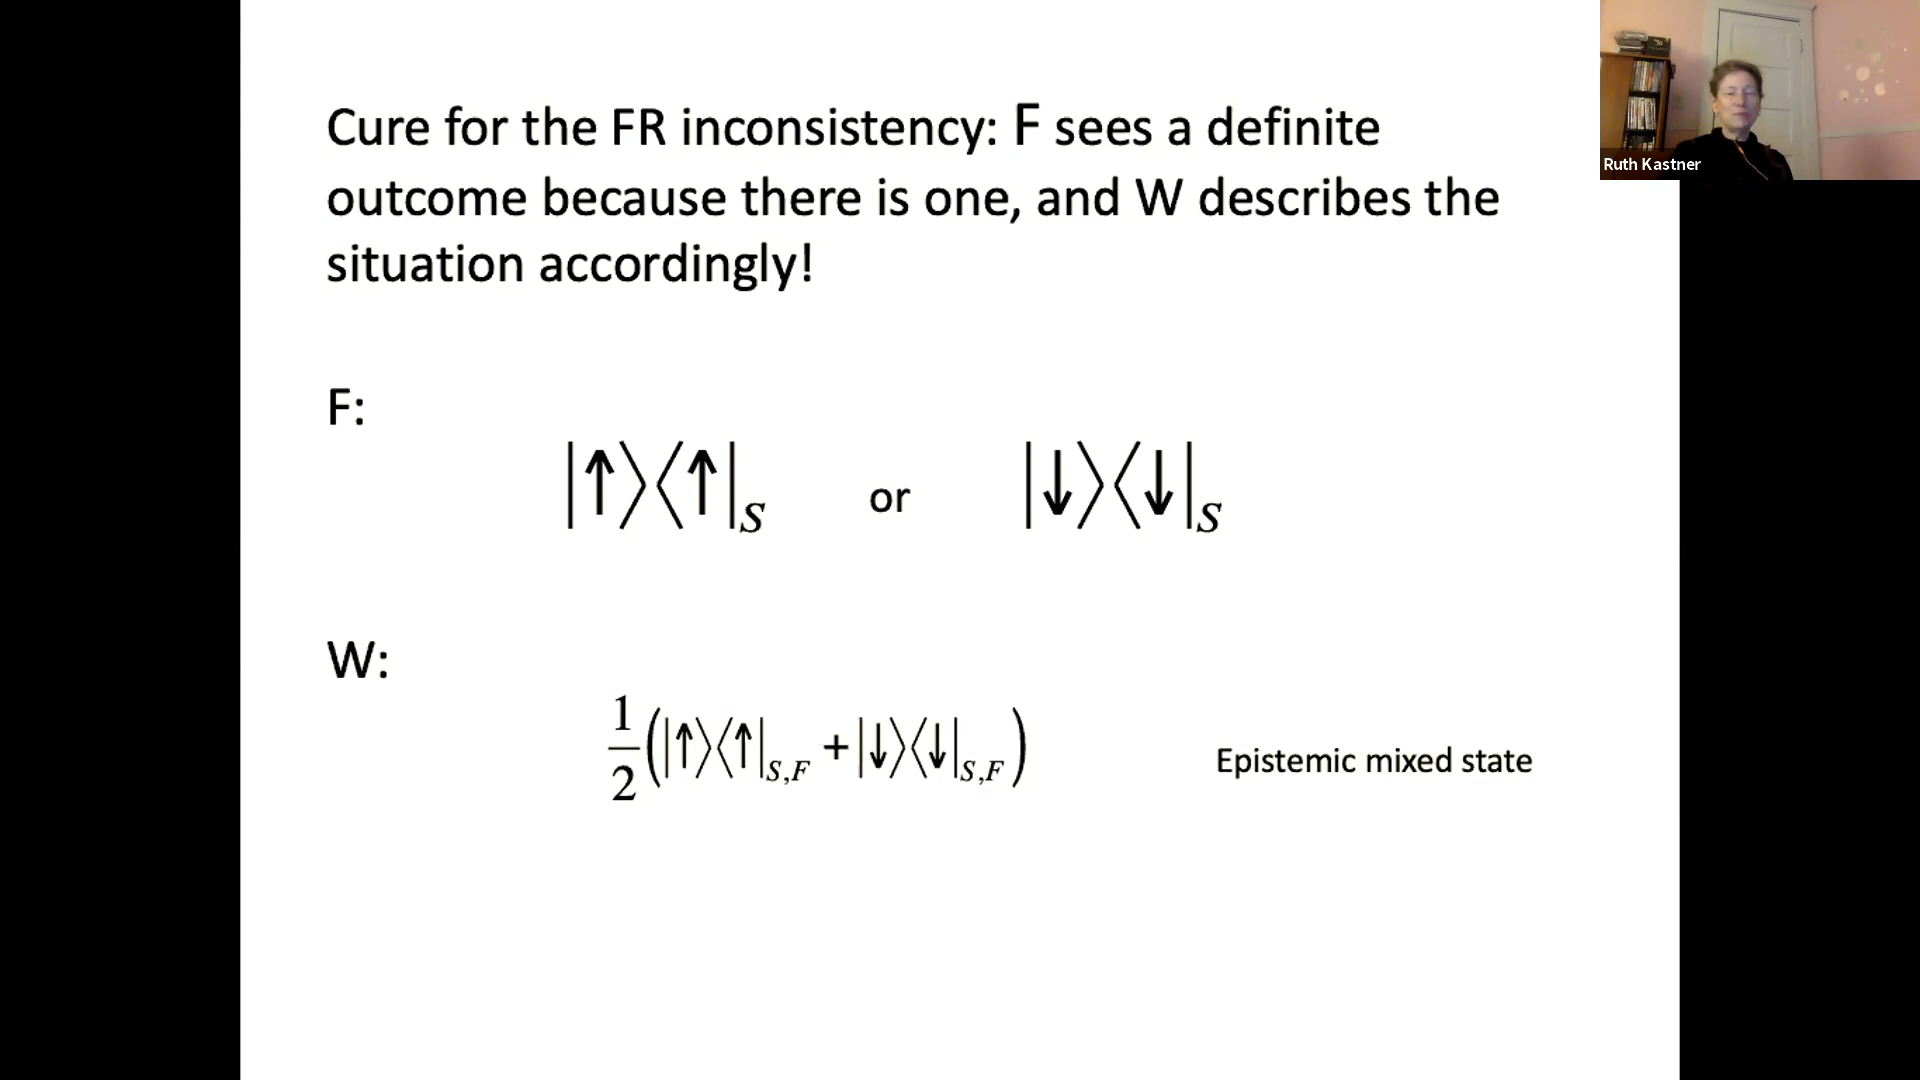 Cure for the FR inconsistency: F sees a definite
outcome because there is one, and W describes the
situation accordingly!
Ruth Kastner
F:
|↑⟩⟨↑|_S or |↓⟩⟨↓|_S
W:
1/2 (|↑⟩⟨↑|_S,F + |↓⟩⟨↓|_S,F) Epistemic mixed state